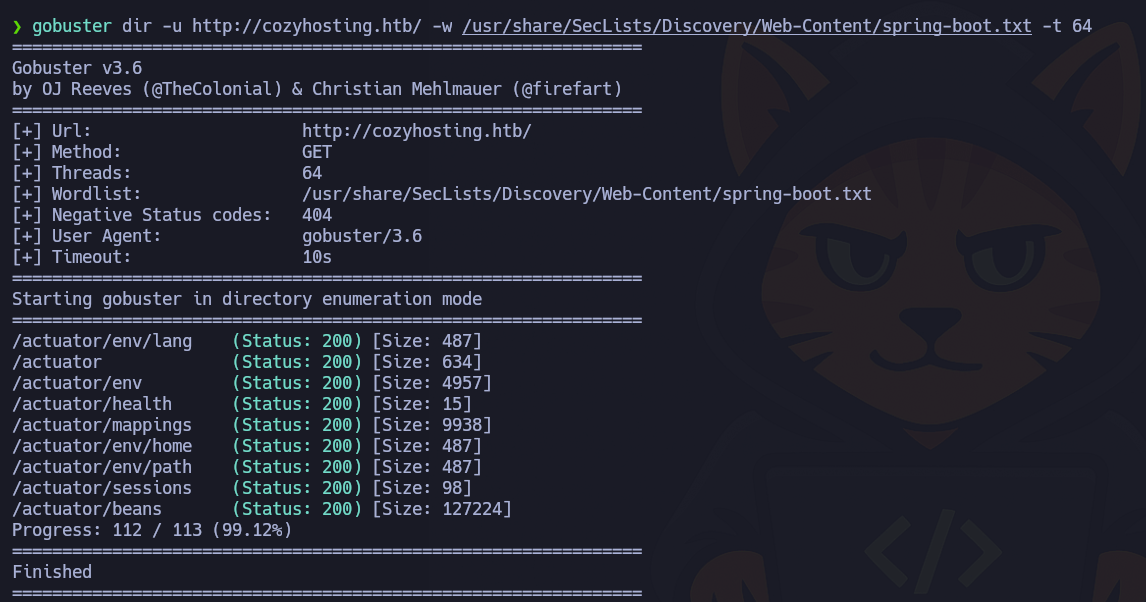 ❯ gobuster dir -u http://cozyhosting.htb/ -w /usr/share/SecLists/Discovery/Web-Content/spring-boot.txt -t 64
===============================================================
Gobuster v3.6
by OJ Reeves (@TheColonial) & Christian Mehlmauer (@firefart)
===============================================================
[+] Url:                     http://cozyhosting.htb/
[+] Method:                  GET
[+] Threads:                 64
[+] Wordlist:                /usr/share/SecLists/Discovery/Web-Content/spring-boot.txt
[+] Negative Status codes:   404
[+] User Agent:              gobuster/3.6
[+] Timeout:                 10s
===============================================================
Starting gobuster in directory enumeration mode
===============================================================
/actuator/env/lang    (Status: 200) [Size: 487]
/actuator             (Status: 200) [Size: 634]
/actuator/env         (Status: 200) [Size: 4957]
/actuator/health      (Status: 200) [Size: 15]
/actuator/mappings    (Status: 200) [Size: 9938]
/actuator/env/home    (Status: 200) [Size: 487]
/actuator/env/path    (Status: 200) [Size: 487]
/actuator/sessions    (Status: 200) [Size: 98]
/actuator/beans       (Status: 200) [Size: 127224]
Progress: 112 / 113 (99.12%)
===============================================================
Finished
===============================================================